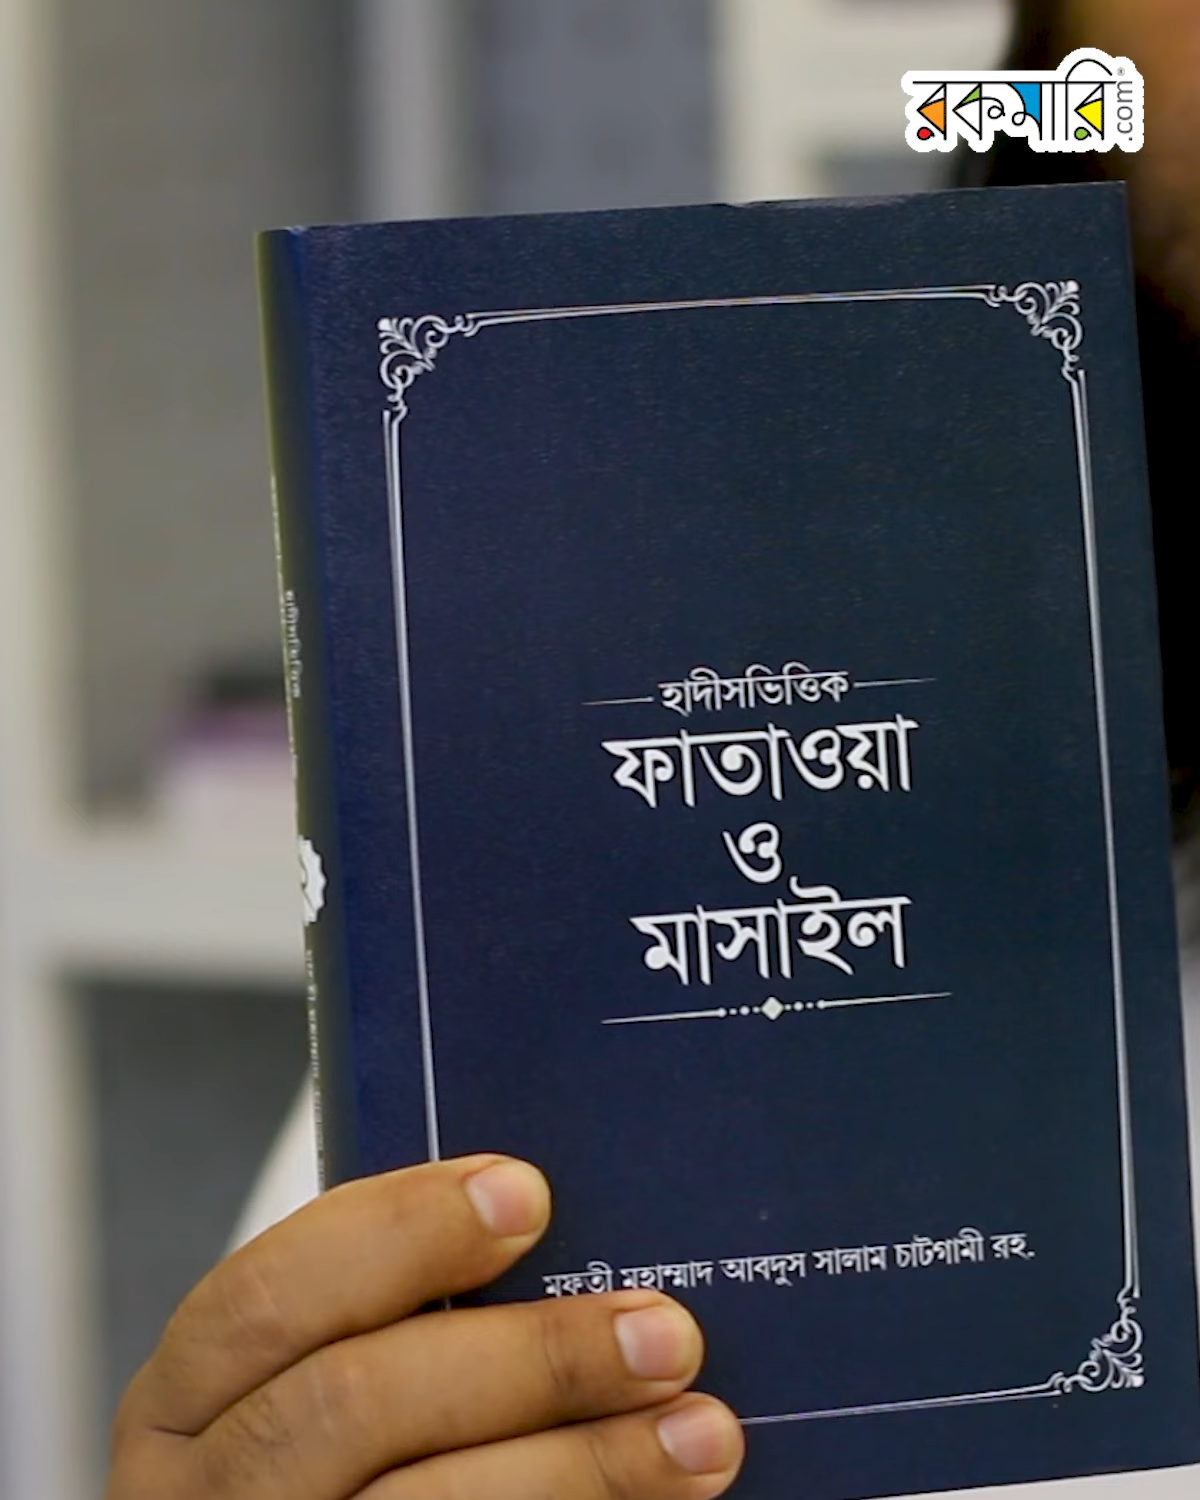 রকমারি.com
হাদীসভিত্তিক
ফাতাওয়া
ও
মাসাইল
মুফতী মুহাম্মাদ আবদুস সালাম চাটগামী রহ.